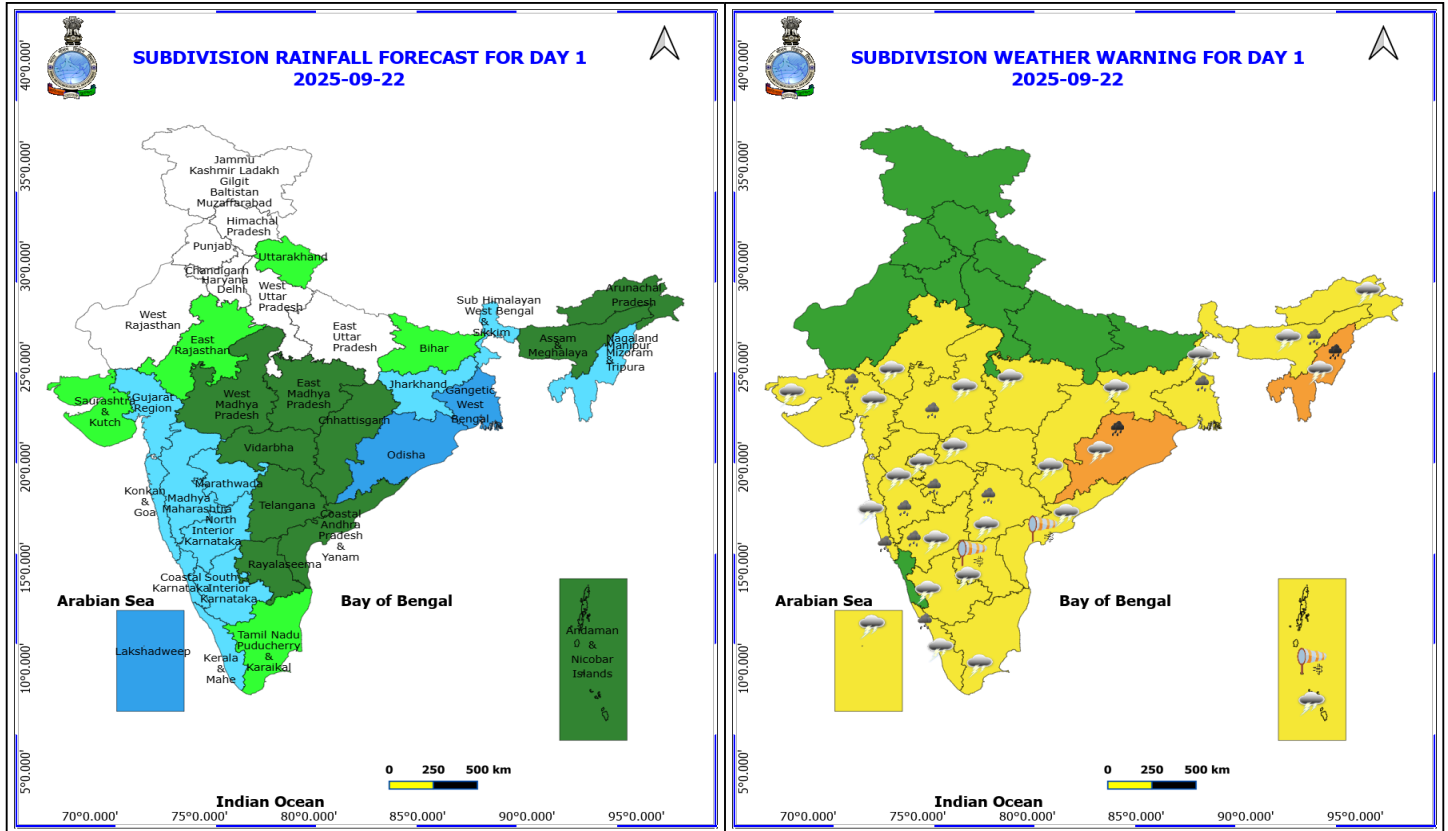 SUBDIVISION RAINFALL FORECAST FOR DAY 1
2025-09-22
40°0.000'
35°0.000'
30°0.000'
25°0.000'
20°0.000'
15°0.000'
10°0.000'
5°0.000'
Jammu
Kashmir Ladakh
Gilgit
Baltistan
Muzaffarabad
Himachal
Pradesh
Punjab
Uttarakhand
Chandigarh
Haryana
Delhi
West
Uttar
Pradesh
West
Rajasthan
East
Rajasthan
East
Uttar
Pradesh
Bihar
Sub Himalayan
West Bengal
&
Sikkim
Arunachal
Pradesh
Assam
&
Meghalaya
Nagaland
Manipur
Mizoram
&
Tripura
Saurashtra
&
Kutch
Gujarat
Region
West
Madhya
Pradesh
East
Madhya
Pradesh
Jharkhand
Gangetic
West
Bengal
Chhattisgarh
Vidarbha
Odisha
Konkan
&
Goa
Marathwada
Madhya
Maharashtra
Telangana
North
Interior
Karnataka
Coastal
Andhra
Pradesh
&
Yanam
Rayalaseema
Coastal
Karnataka
South
Interior
Karnataka
Arabian Sea
Bay of Bengal
Lakshadweep
Kerala
&
Mahe
Tamil Nadu
Puducherry
&
Karaikal
Andaman
&
Nicobar
Islands
0 250 500 km
Indian Ocean
70°0.000' 75°0.000' 80°0.000' 85°0.000' 90°0.000' 95°0.000'
SUBDIVISION WEATHER WARNING FOR DAY 1
2025-09-22
40°0.000'
35°0.000'
30°0.000'
25°0.000'
20°0.000'
15°0.000'
10°0.000'
5°0.000'
Arabian Sea
Bay of Bengal
0 250 500 km
Indian Ocean
70°0.000' 75°0.000' 80°0.000' 85°0.000' 90°0.000' 95°0.000'